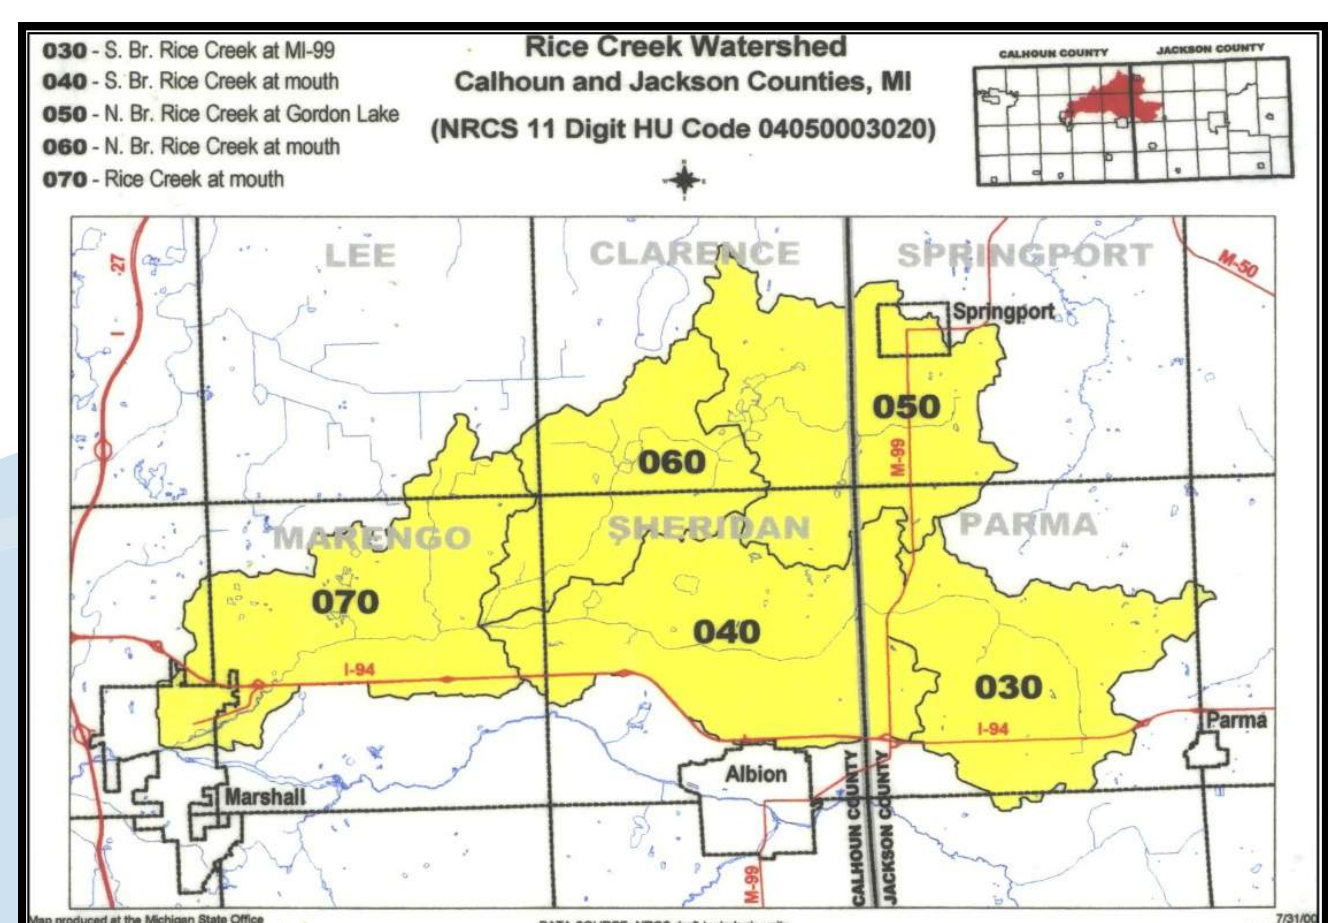 030 - S. Br. Rice Creek at MI-99
040 - S. Br. Rice Creek at mouth
050 - N. Br. Rice Creek at Gordon Lake
060 - N. Br. Rice Creek at mouth
070 - Rice Creek at mouth
Rice Creek Watershed
Calhoun and Jackson Counties, MI
(NRCS 11 Digit HU Code 04050003020)
CALHOUN COUNTY
JACKSON COUNTY
LEE
CLARENCE
SPRINGPORT
I 27
M-50
Springport
050
M-99
060
MARENGO
SHERIDAN
PARMA
070
040
I-94
030
I-94
Parma
Albion
Marshall
CALHOUN COUNTY
JACKSON COUNTY
M-99
Map produced at the Michigan State Office
7/31/00